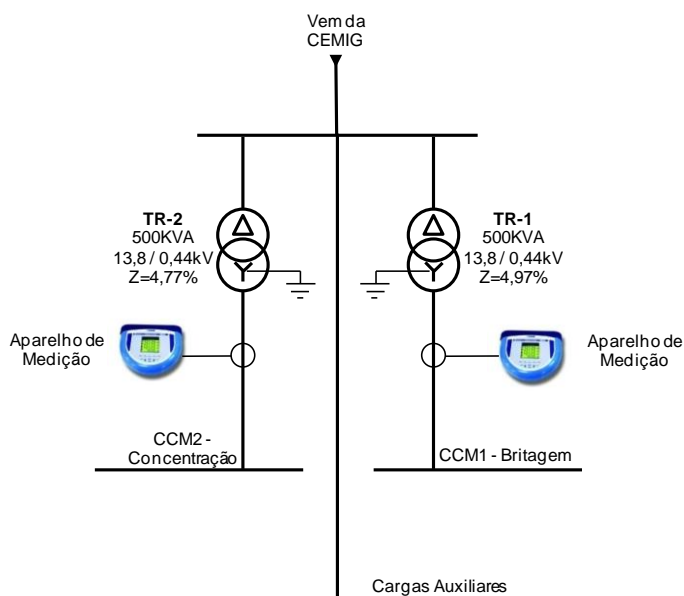 Vem da
CEMIG
TR-2
500KVA
13,8 / 0,44kV
Z=4,77%
TR-1
500KVA
13,8 / 0,44kV
Z=4,97%
Aparelho de
Medição
Aparelho de
Medição
CCM2 -
Concentração
CCM1 - Britagem
Cargas Auxiliares